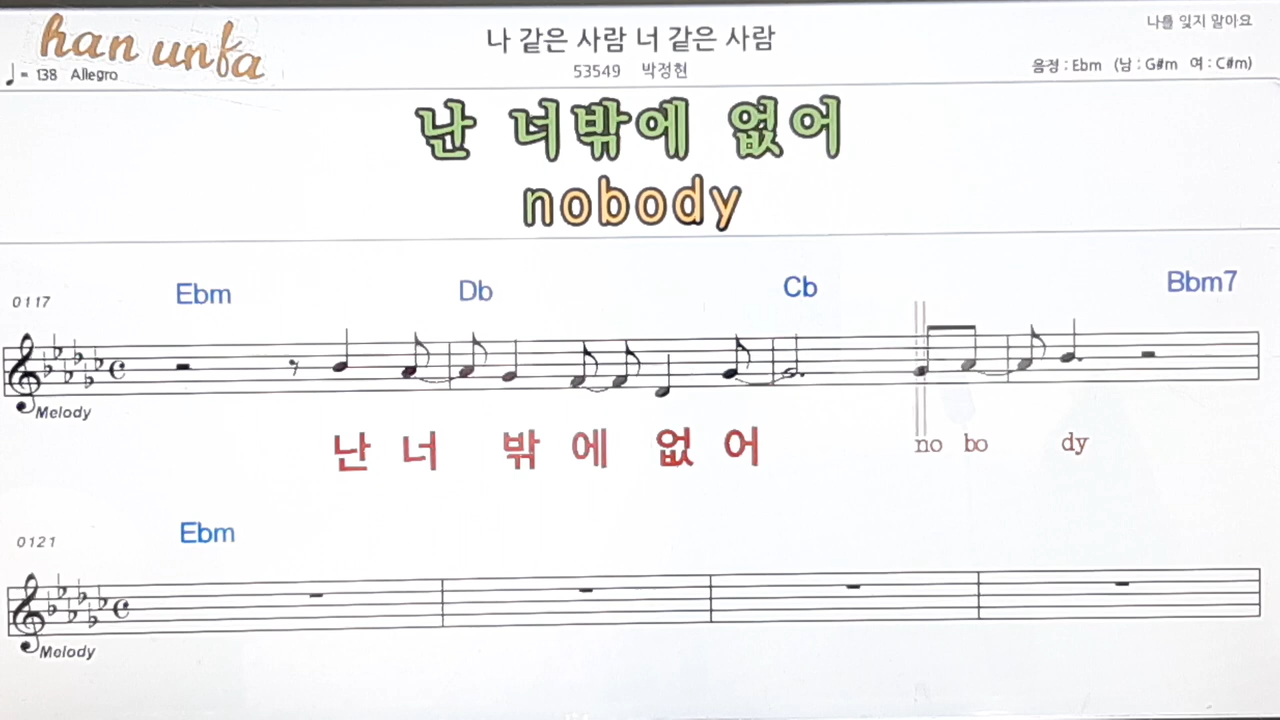 han unfa
나 같은 사람 너 같은 사람
나를 잊지 말아요
♩= 138 Allegro
53549 박정현
음정 : Ebm (남 : G#m 여 : C#m)
난 너밖에 없어
nobody
0117 Ebm Db Cb Bbm7
Melody
난 너 밖 에 없 어 no bo dy
0121 Ebm
Melody